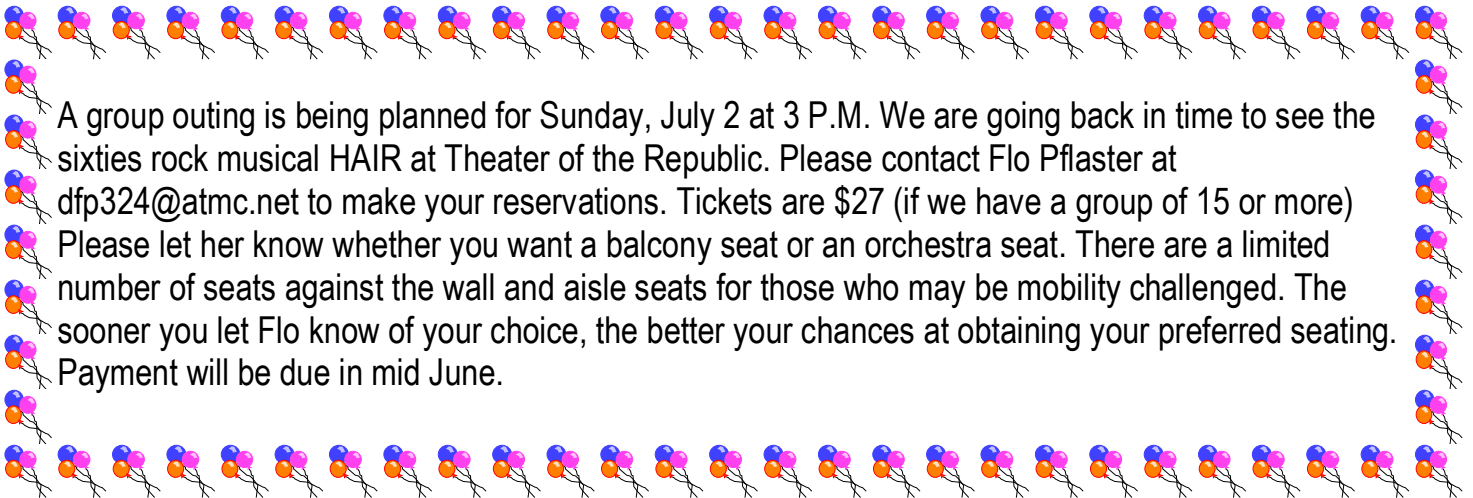 A group outing is being planned for Sunday, July 2 at 3 P.M. We are going back in time to see the
sixties rock musical HAIR at Theater of the Republic. Please contact Flo Pflaster at
dfp324@atmc.net to make your reservations. Tickets are $27 (if we have a group of 15 or more)
Please let her know whether you want a balcony seat or an orchestra seat. There are a limited
number of seats against the wall and aisle seats for those who may be mobility challenged. The
sooner you let Flo know of your choice, the better your chances at obtaining your preferred seating.
Payment will be due in mid June.